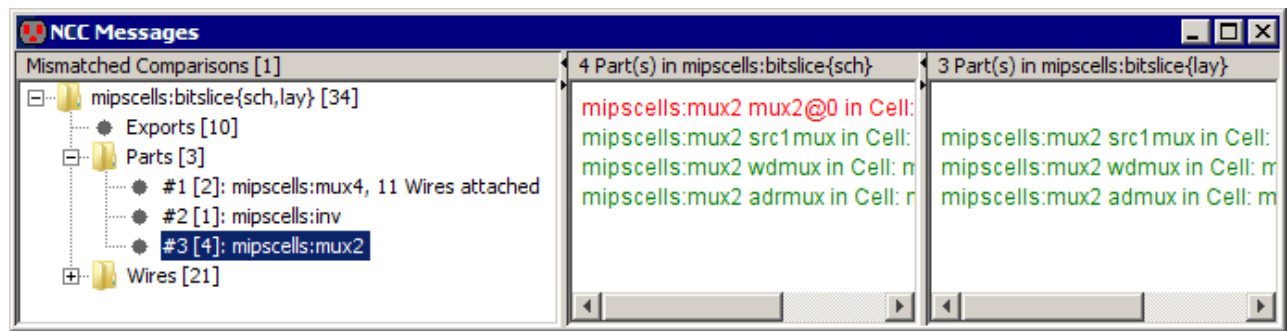 NCC Messages
Mismatched Comparisons [1]
mipscells:bitslice{sch,lay} [34]
Exports [10]
Parts [3]
#1 [2]: mipscells:mux4, 11 Wires attached
#2 [1]: mipscells:inv
#3 [4]: mipscells:mux2
Wires [21]
4 Part(s) in mipscells:bitslice{sch}
mipscells:mux2 mux2@0 in Cell:
mipscells:mux2 src1mux in Cell:
mipscells:mux2 wdmux in Cell: m
mipscells:mux2 adrmux in Cell: m
3 Part(s) in mipscells:bitslice{lay}
mipscells:mux2 src1mux in Cell:
mipscells:mux2 wdmux in Cell: m
mipscells:mux2 admux in Cell: m